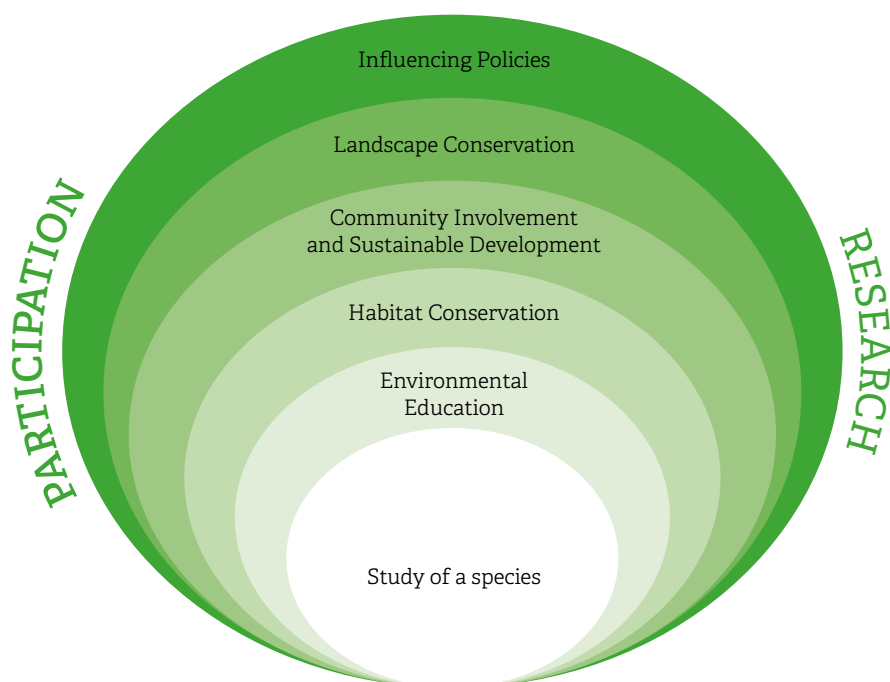 Influencing Policies
Landscape Conservation
Community Involvement
and Sustainable Development
Habitat Conservation
Environmental
Education
Study of a species
PARTICIPATION
RESEARCH